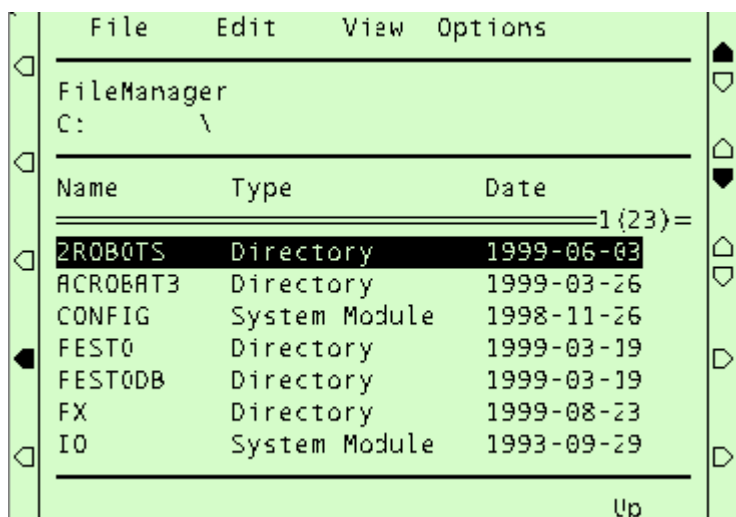 File Edit View Options
FileManager
C: \
Name Type Date
1(23)
2ROBOTS Directory 1999-06-03
ACROBAT3 Directory 1999-03-26
CONFIG System Module 1998-11-26
FESTO Directory 1999-03-19
FESTODB Directory 1999-03-19
FX Directory 1999-08-23
IO System Module 1993-09-29
Up